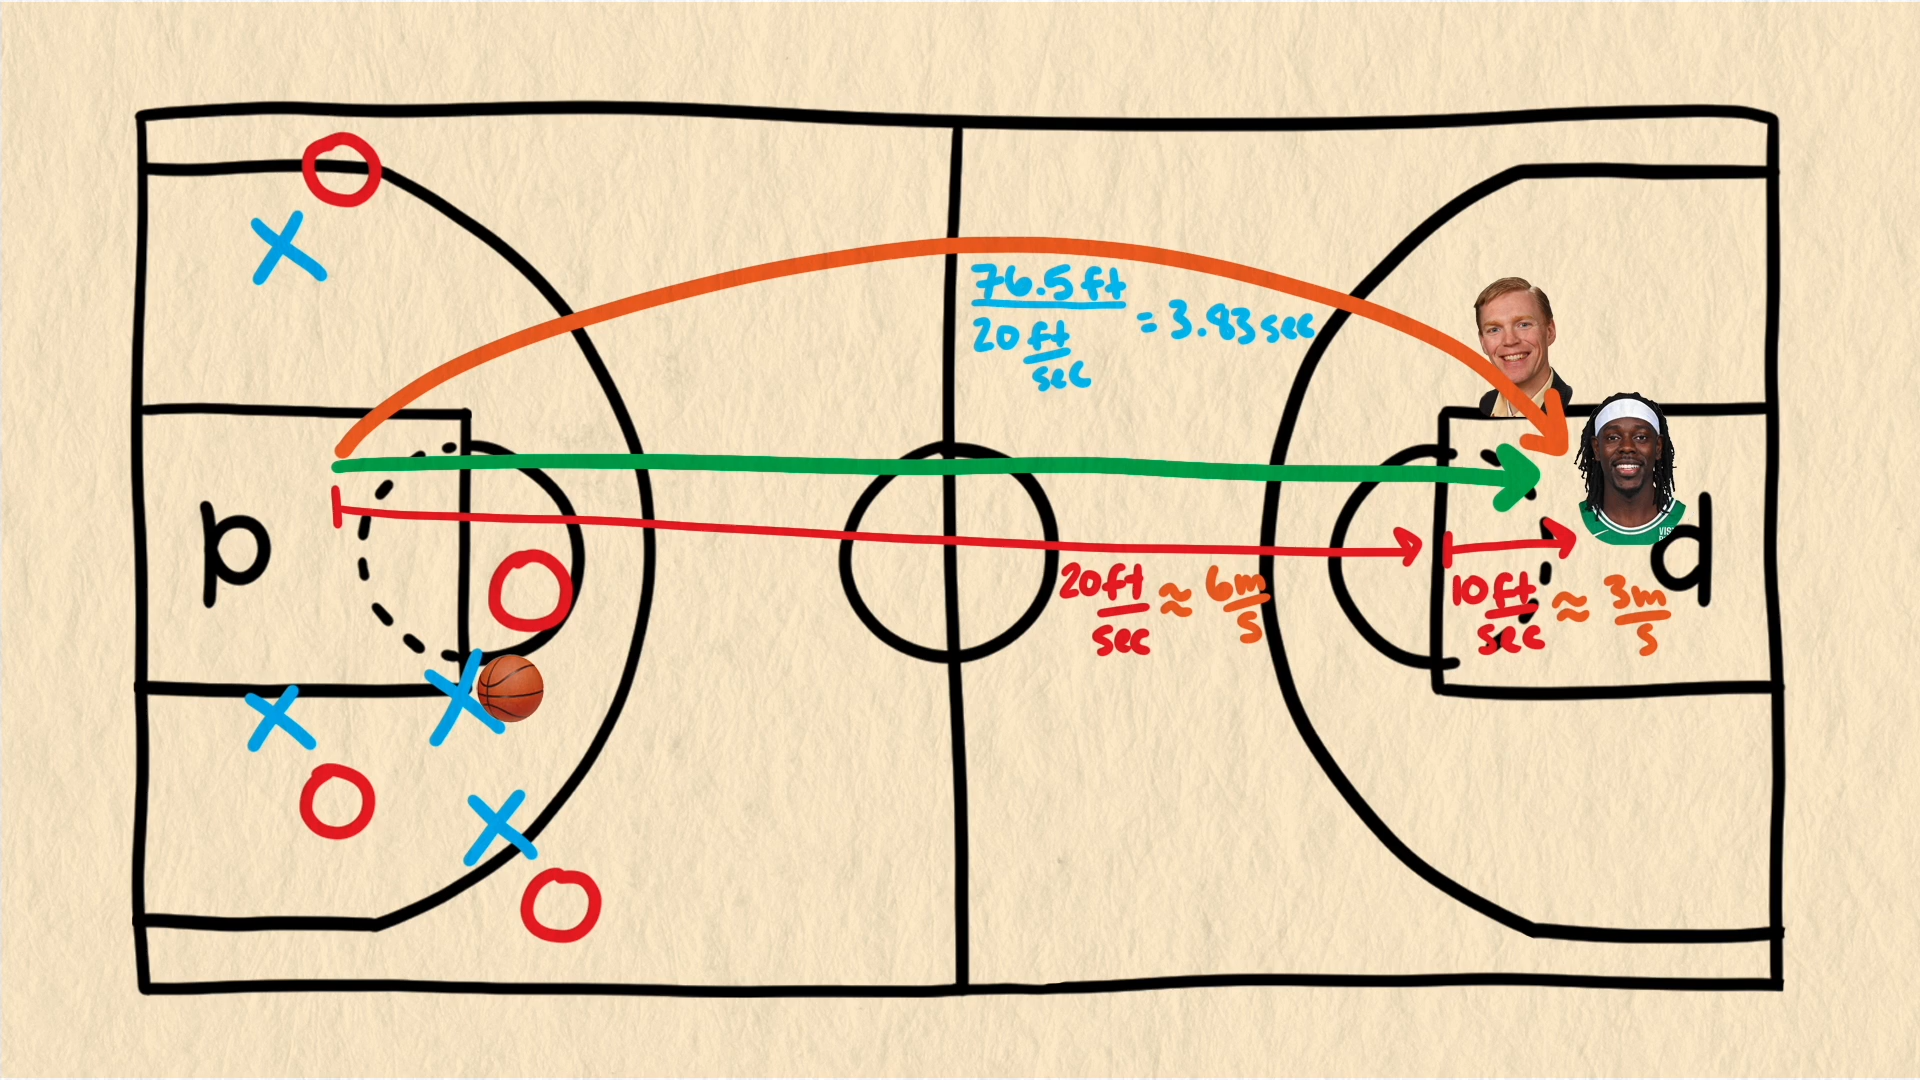 76.5 ft
20 ft/sec = 3.83 sec
20 ft/sec ≈ 6 m/s
10 ft/sec ≈ 3 m/s